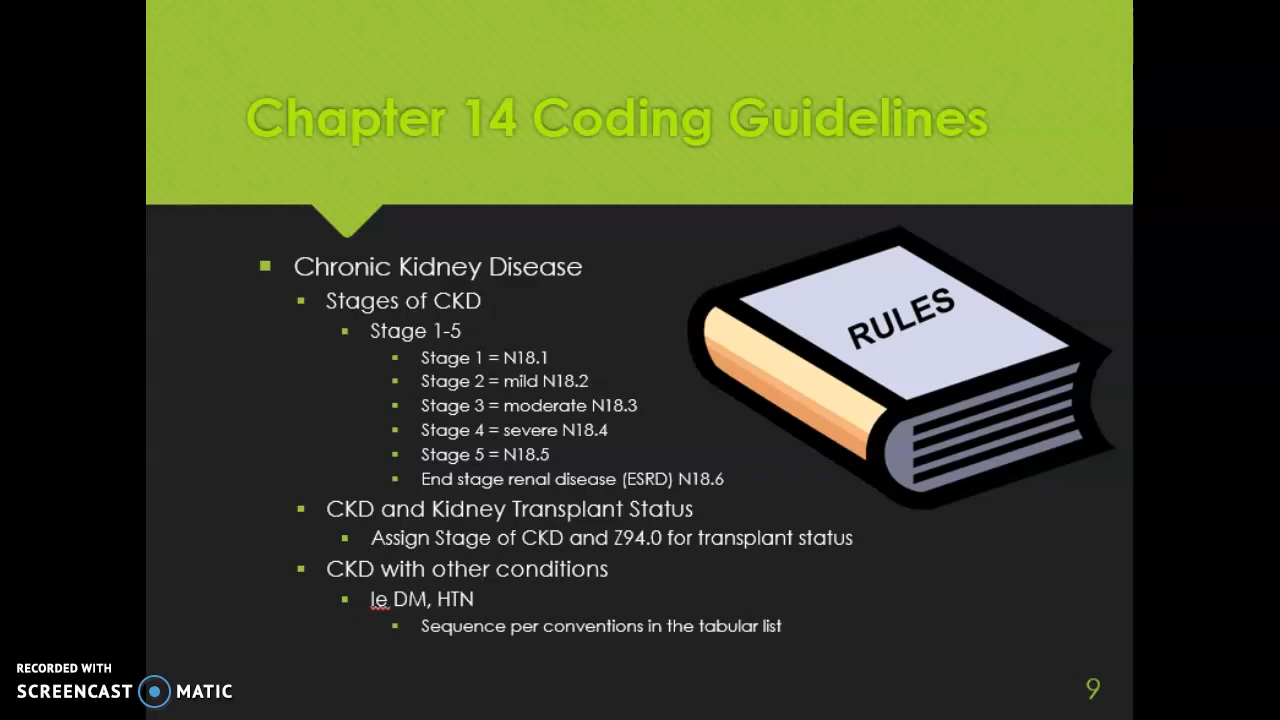 Chapter 14 Coding Guidelines
Chronic Kidney Disease
Stages of CKD
Stage 1-5
Stage 1 = N18.1
Stage 2 = mild N18.2
Stage 3 = moderate N18.3
Stage 4 = severe N18.4
Stage 5 = N18.5
End stage renal disease (ESRD) N18.6
CKD and Kidney Transplant Status
Assign Stage of CKD and Z94.0 for transplant status
CKD with other conditions
Ie DM, HTN
Sequence per conventions in the tabular list
RULES
RECORDED WITH
SCREENCAST MATIC
9